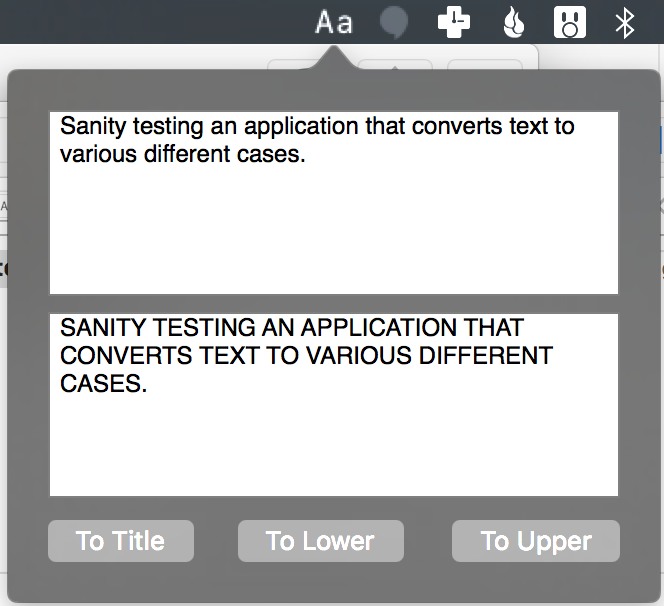 Aa
Sanity testing an application that converts text to
various different cases.
SANITY TESTING AN APPLICATION THAT
CONVERTS TEXT TO VARIOUS DIFFERENT
CASES.
To Title
To Lower
To Upper